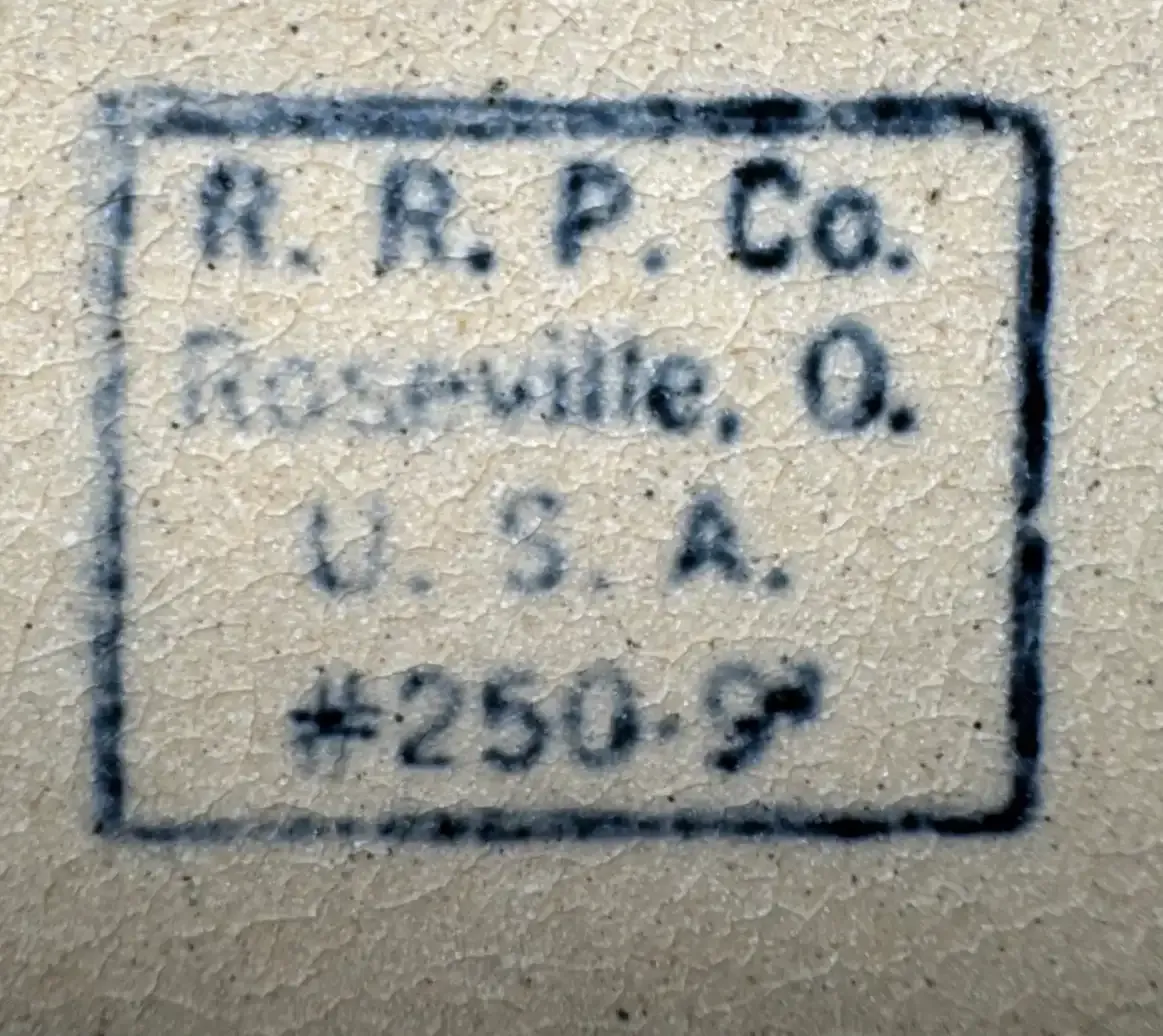 R. R. P. Co.
Roseville, O.
U. S. A.
#250-9"